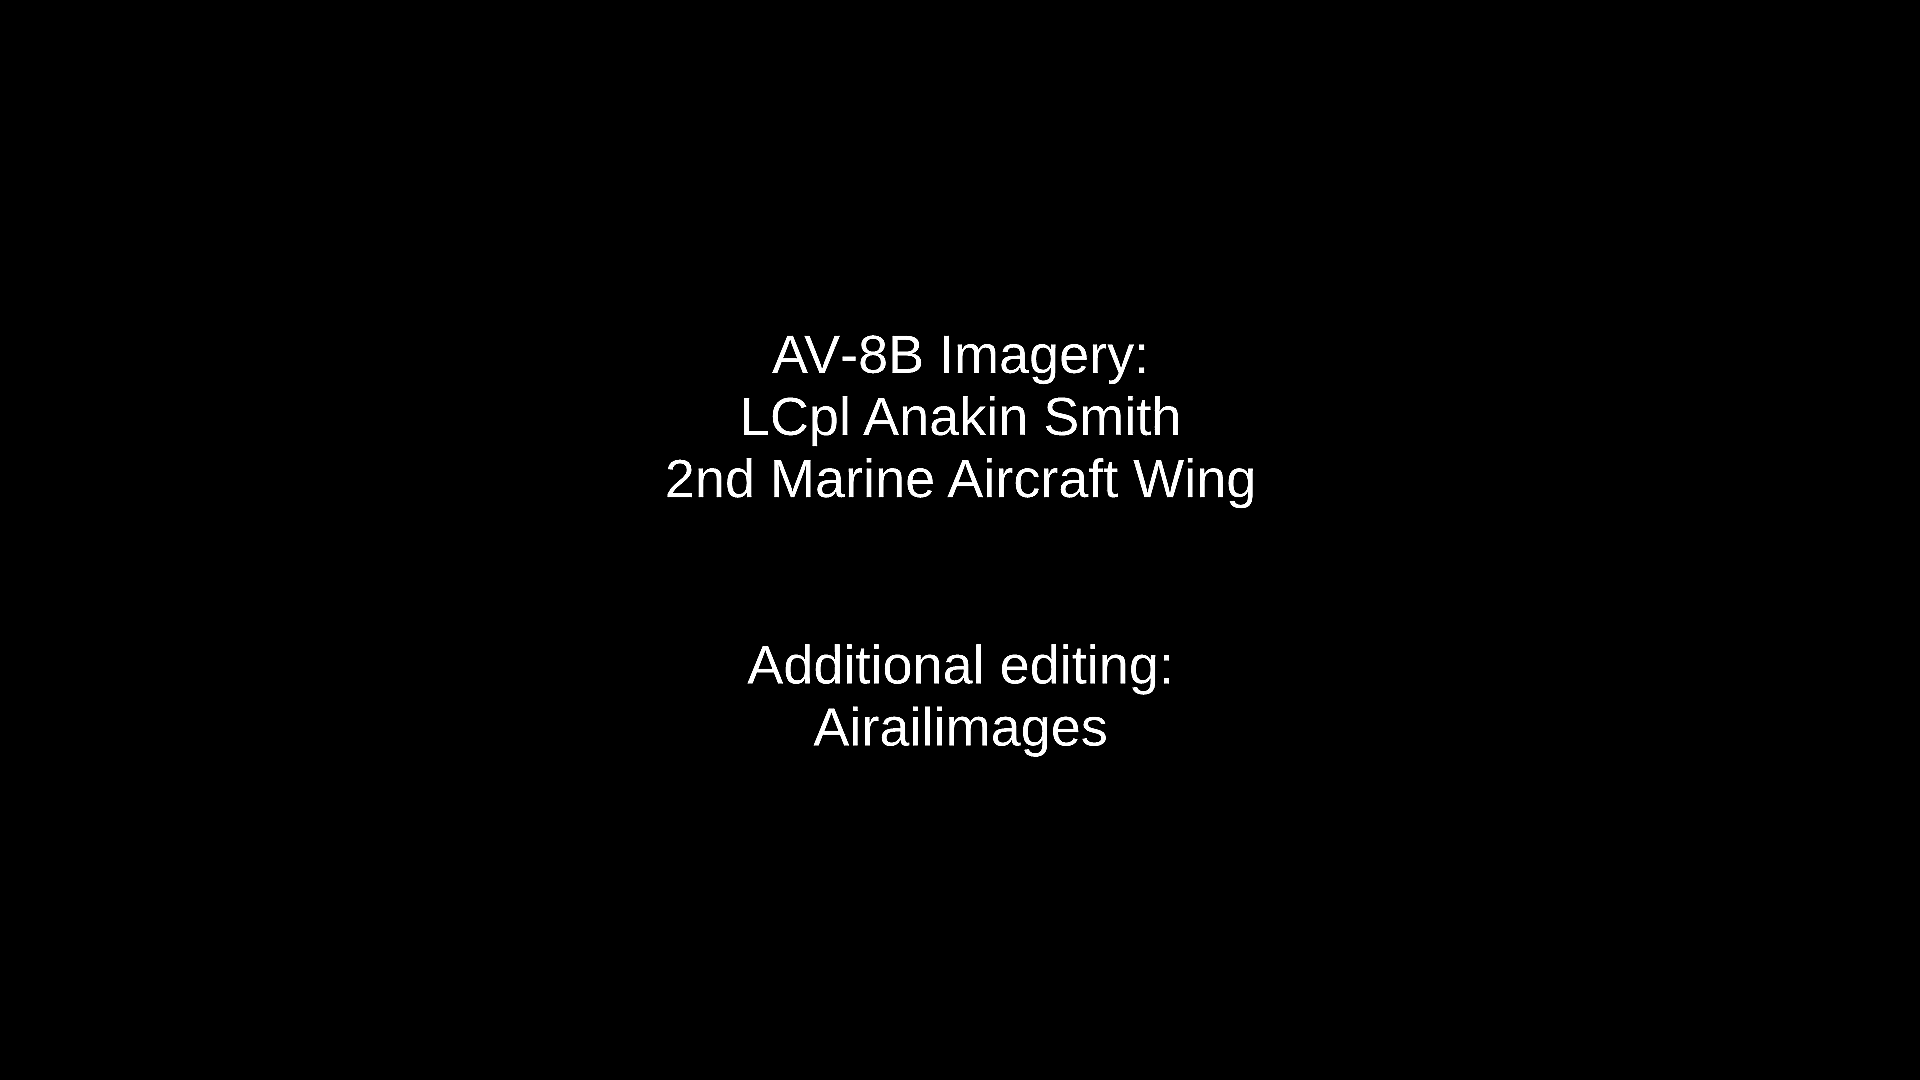 AV-8B Imagery:
LCpl Anakin Smith
2nd Marine Aircraft Wing
Additional editing:
Airailimages